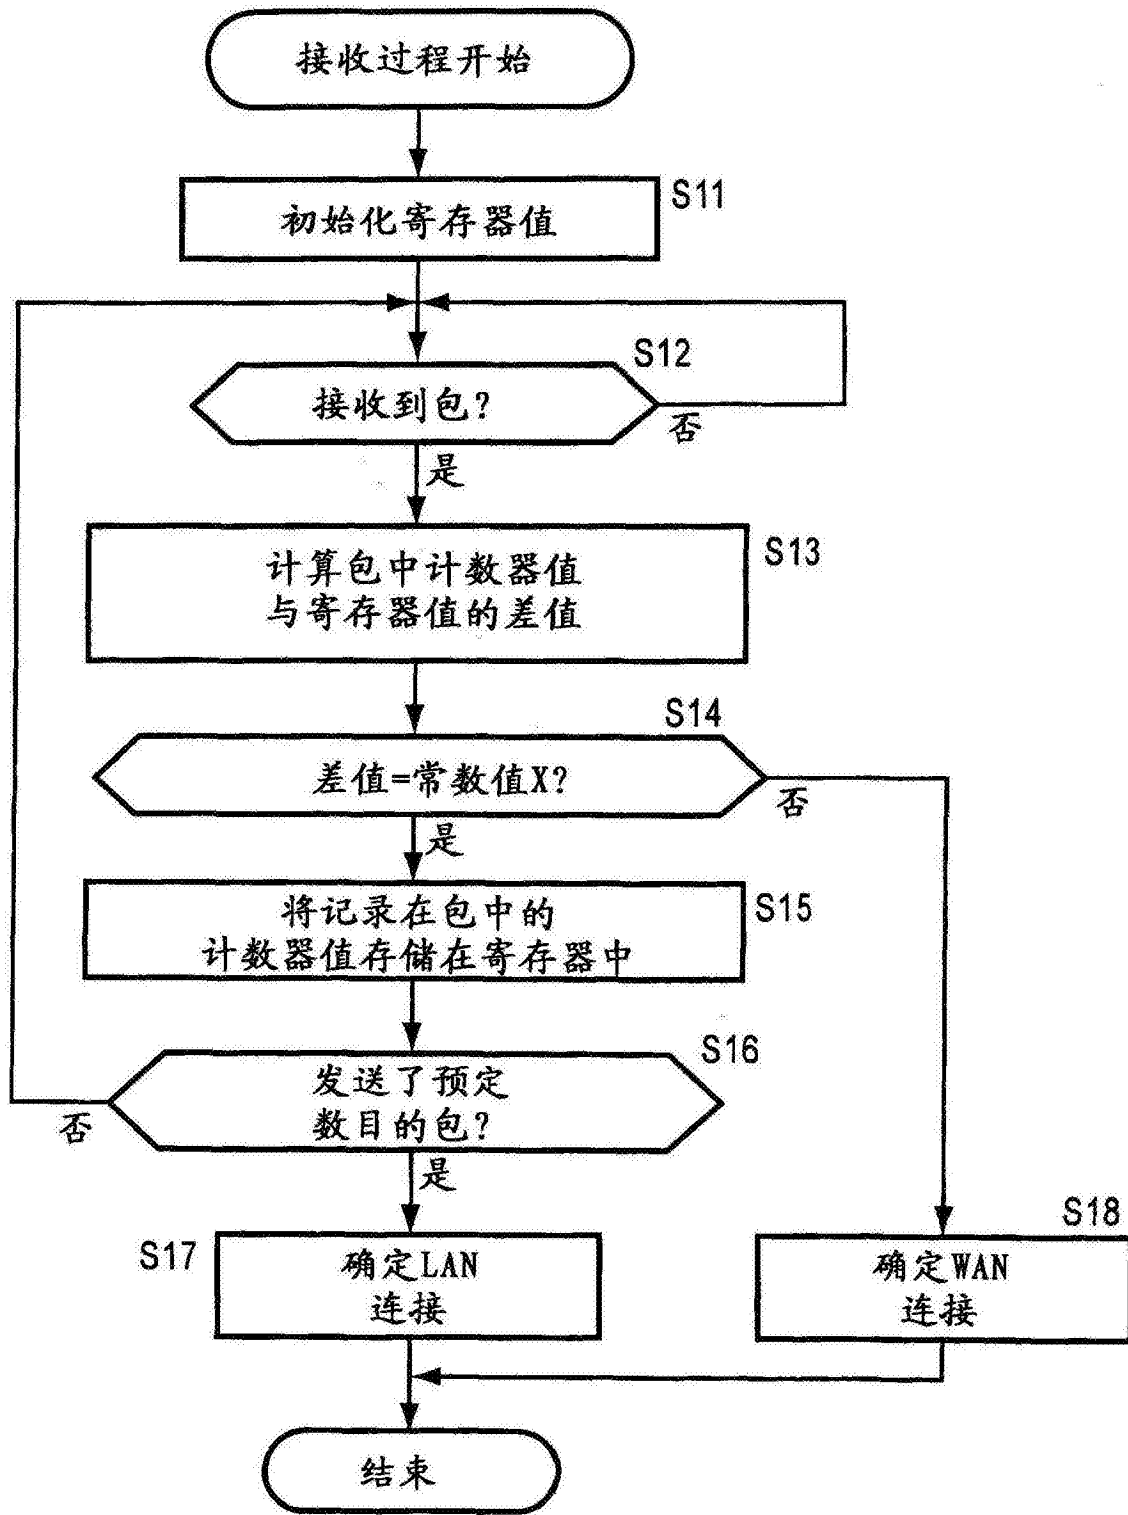 接收过程开始
S11
初始化寄存器值
S12
接收到包?
否
是
S13
计算包中计数器值
与寄存器值的差值
S14
差值=常数值X?
否
是
S15
将记录在包中的
计数器值存储在寄存器中
S16
发送了预定
数目的包?
否
是
S17
确定LAN
连接
S18
确定WAN
连接
结束